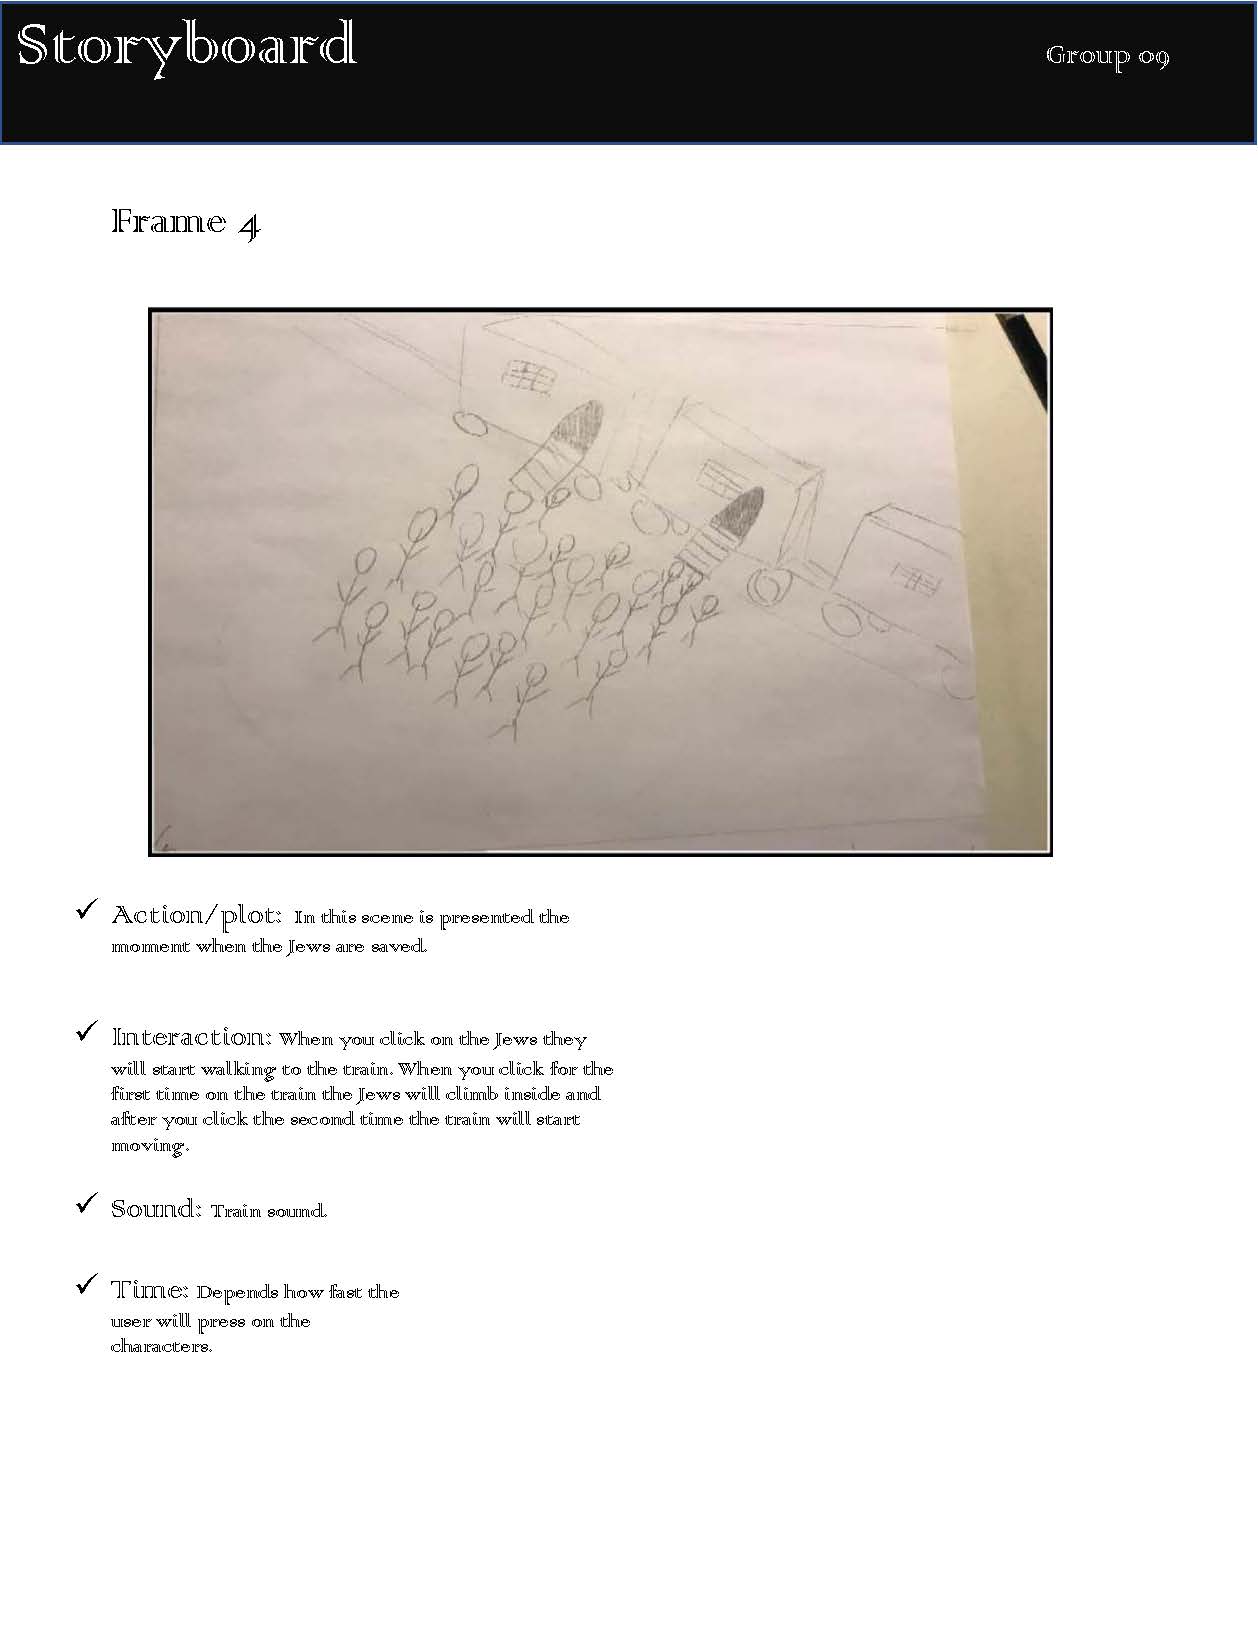 Storyboard
Group 09
Frame 4
Action/plot: In this scene is presented the
moment when the Jews are saved.
Interaction: When you click on the Jews they
will start walking to the train. When you click for the
first time on the train the Jews will climb inside and
after you click the second time the train will start
moving.
Sound: Train sound.
Time: Depends how fast the
user will press on the
characters.